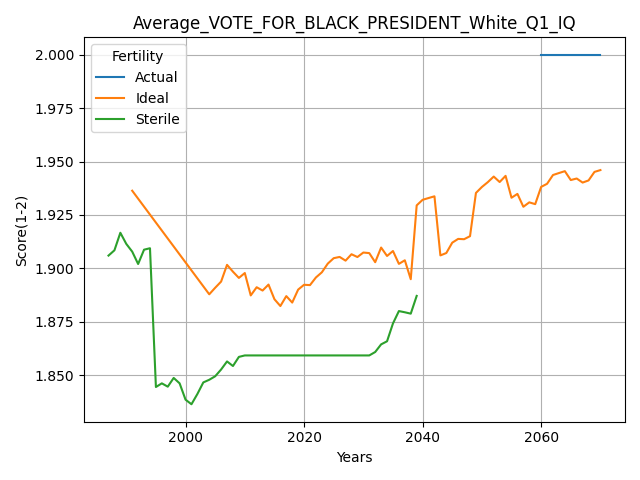 Average_VOTE_FOR_BLACK_PRESIDENT_White_Q1_IQ
Fertility
Actual
Ideal
Sterile
Score(1-2)
2.000
1.975
1.950
1.925
1.900
1.875
1.850
2000 2020 2040 2060
Years